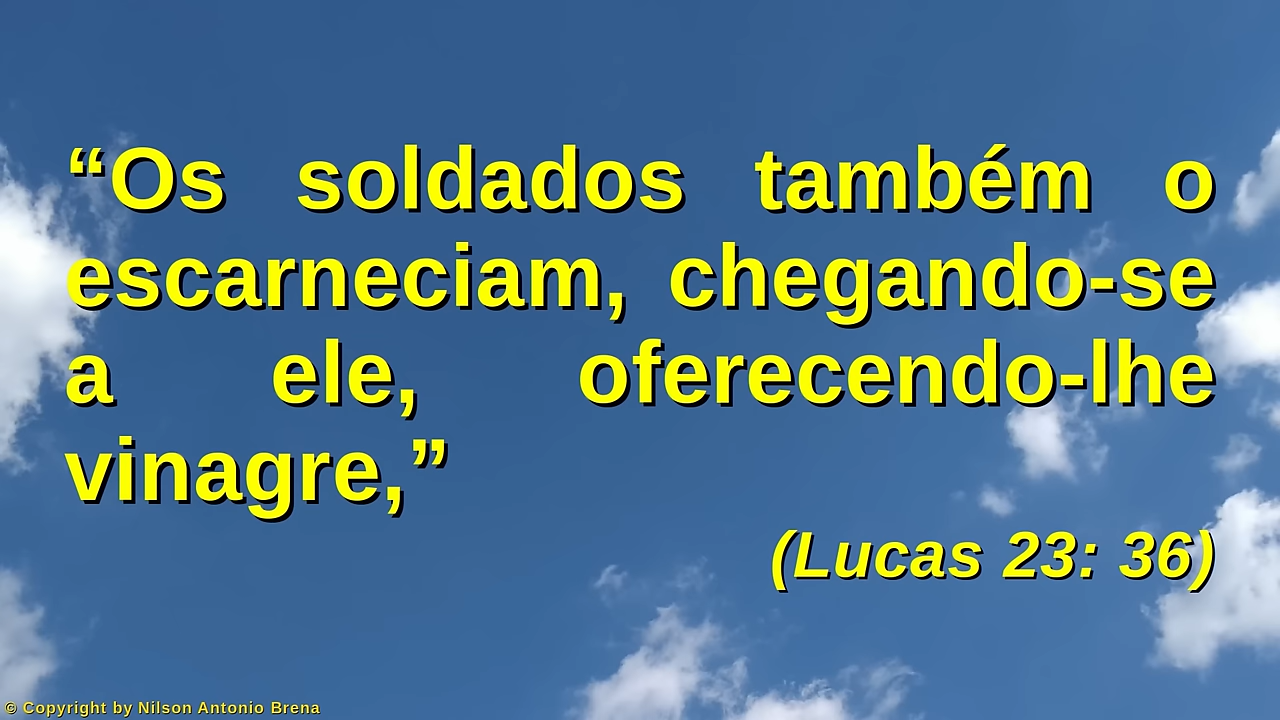 “Os soldados também o
escarneciam, chegando-se
a ele, oferecendo-lhe
vinagre,”
(Lucas 23: 36)
© Copyright by Nilson Antonio Brena